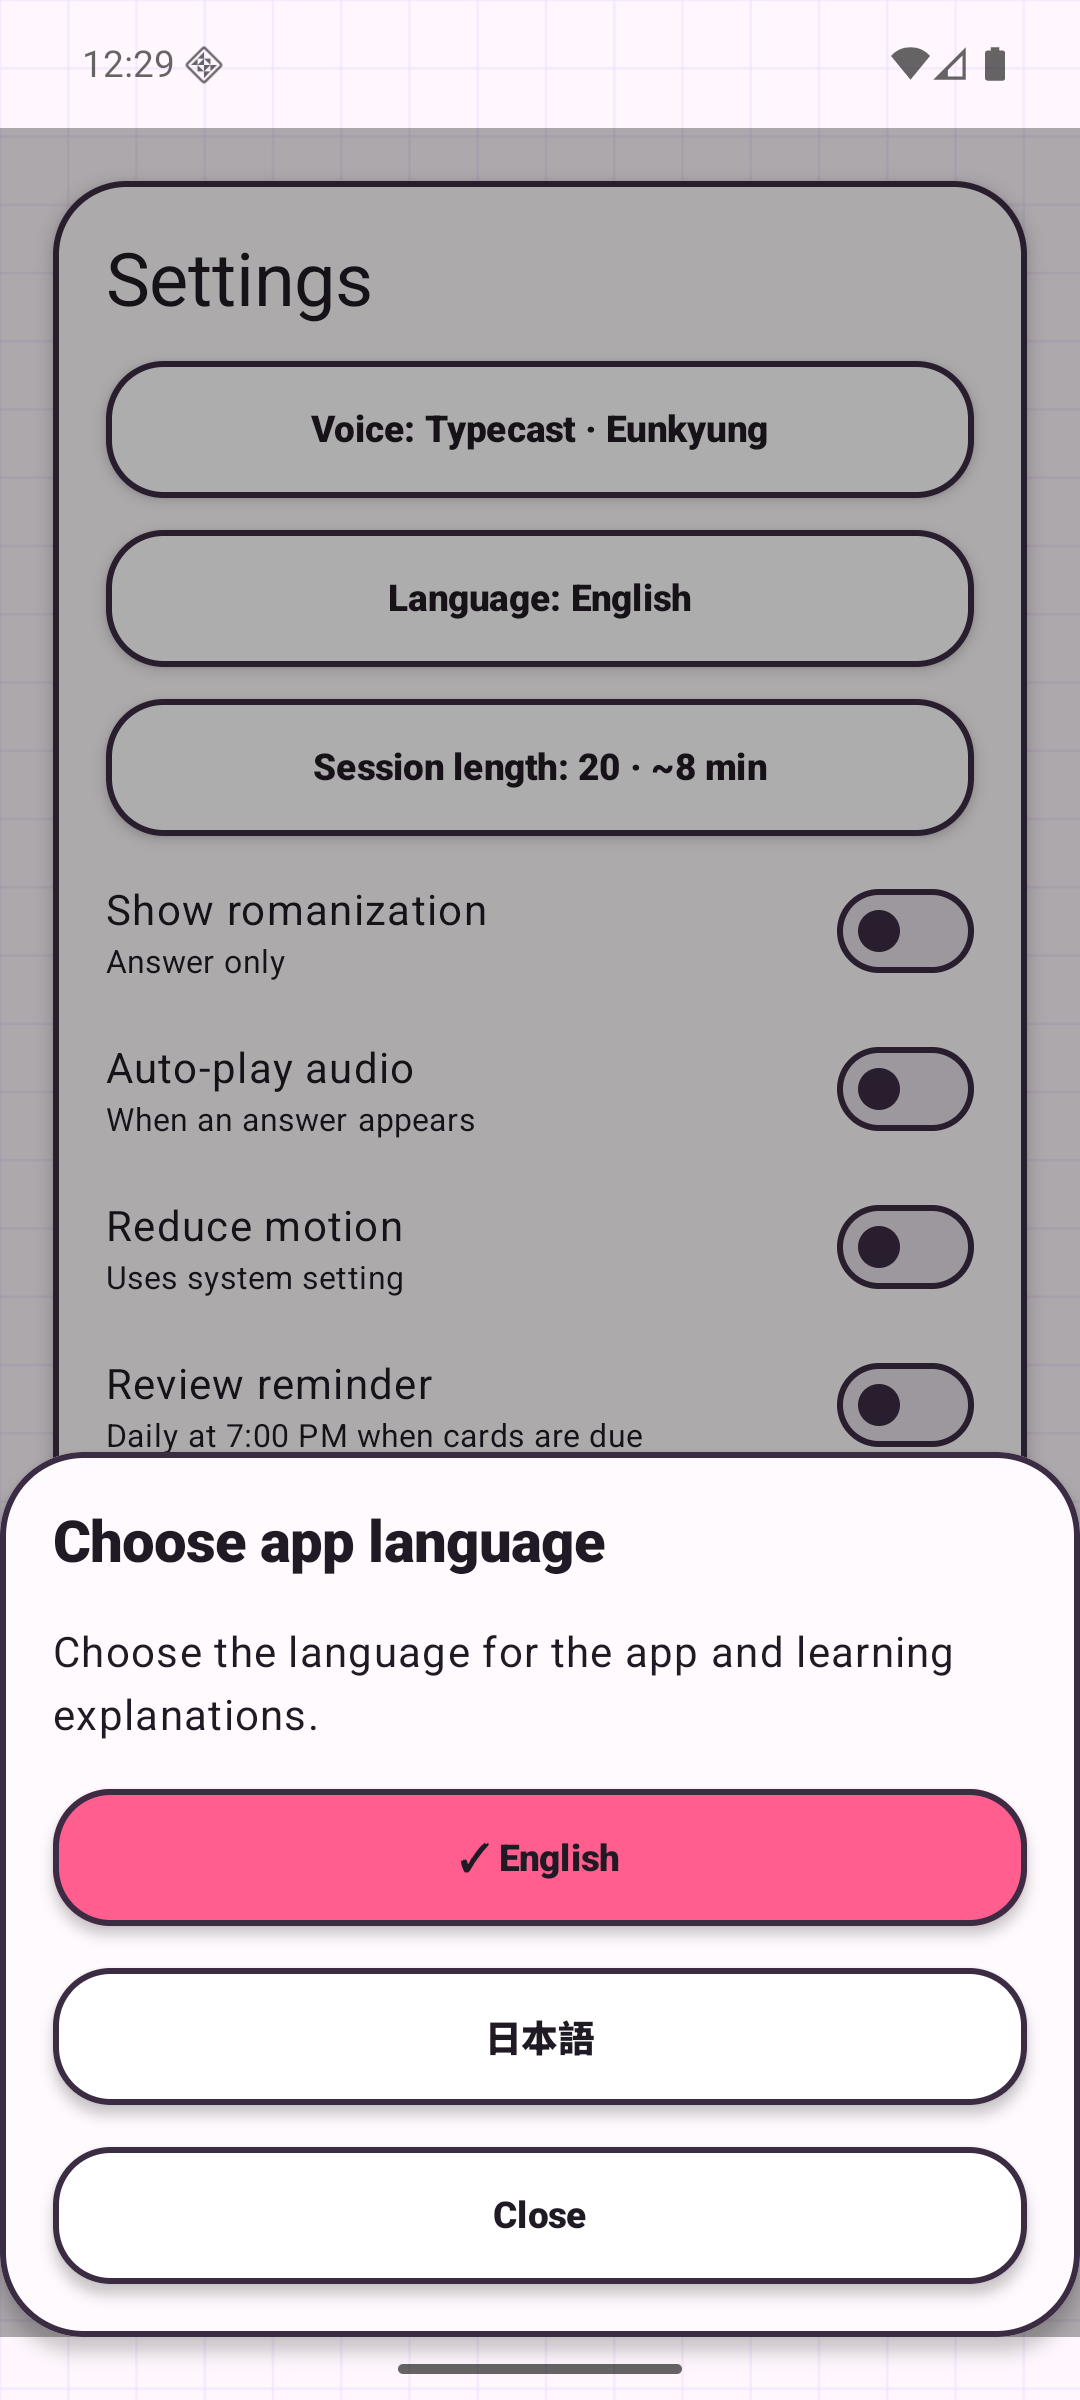 12:29
Settings
Voice: Typecast · Eunkyung
Language: English
Session length: 20 · ~8 min
Show romanization
Answer only
Auto-play audio
When an answer appears
Reduce motion
Uses system setting
Review reminder
Daily at 7:00 PM when cards are due
Choose app language
Choose the language for the app and learning
explanations.
✓ English
日本語
Close